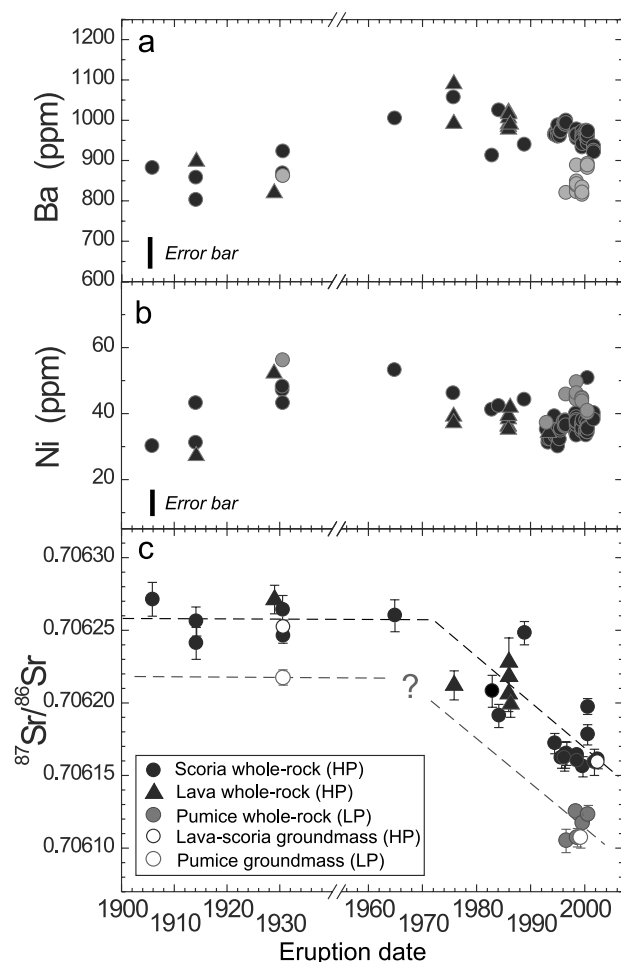 a
1200
1100
1000
900
800
700
600
Ba (ppm)
Error bar
b
60
40
20
Ni (ppm)
Error bar
c
0.70630
0.70625
0.70620
0.70615
0.70610
87Sr/86Sr
?
Scoria whole-rock (HP)
Lava whole-rock (HP)
Pumice whole-rock (LP)
Lava-scoria groundmass (HP)
Pumice groundmass (LP)
1900 1910 1920 1930 1960 1970 1980 1990 2000
Eruption date